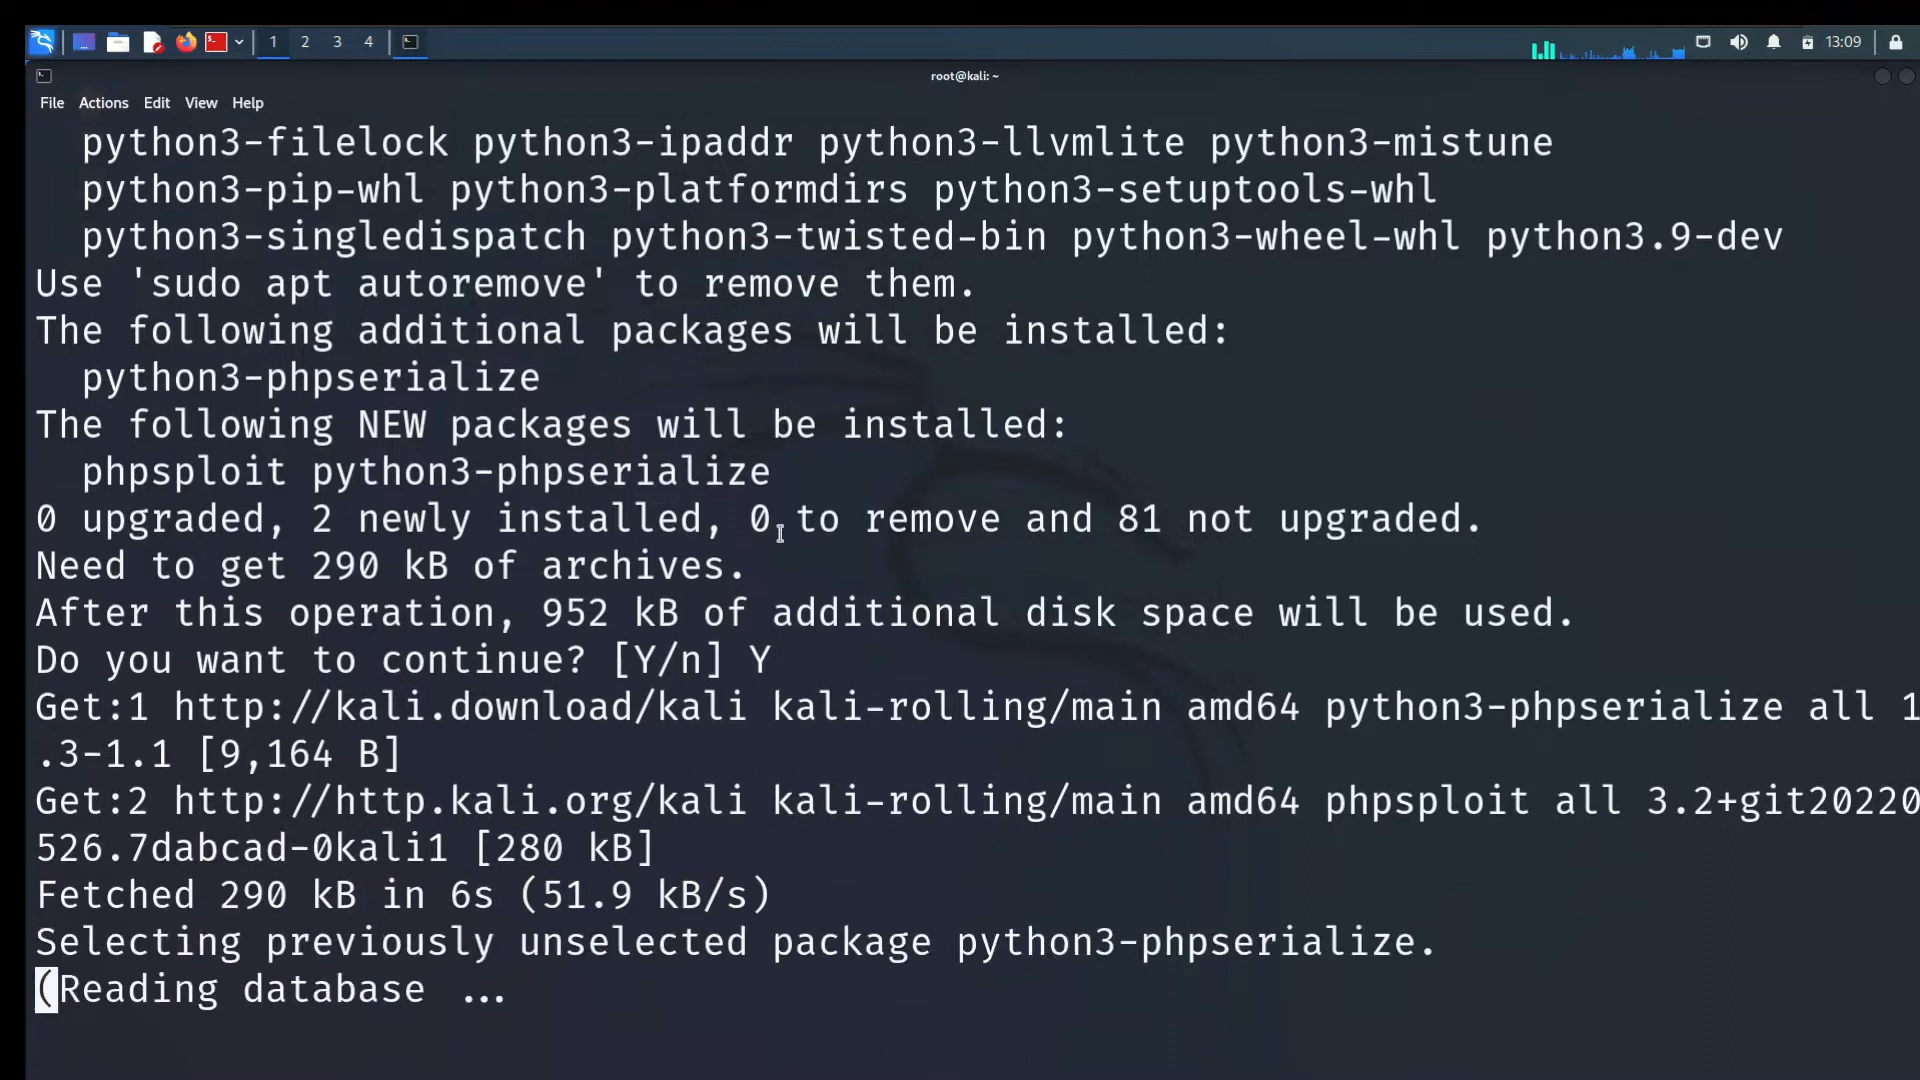 1 2 3 4 13:09
root@kali: ~
File Actions Edit View Help
python3-filelock python3-ipaddr python3-llvmlite python3-mistune
python3-pip-whl python3-platformdirs python3-setuptools-whl
python3-singledispatch python3-twisted-bin python3-wheel-whl python3.9-dev
Use 'sudo apt autoremove' to remove them.
The following additional packages will be installed:
python3-phpserialize
The following NEW packages will be installed:
phpsploit python3-phpserialize
0 upgraded, 2 newly installed, 0 to remove and 81 not upgraded.
Need to get 290 kB of archives.
After this operation, 952 kB of additional disk space will be used.
Do you want to continue? [Y/n] Y
Get:1 http://kali.download/kali kali-rolling/main amd64 python3-phpserialize all 1
.3-1.1 [9,164 B]
Get:2 http://http.kali.org/kali kali-rolling/main amd64 phpsploit all 3.2+git20220
526.7dabcad-0kali1 [280 kB]
Fetched 290 kB in 6s (51.9 kB/s)
Selecting previously unselected package python3-phpserialize.
(Reading database ...